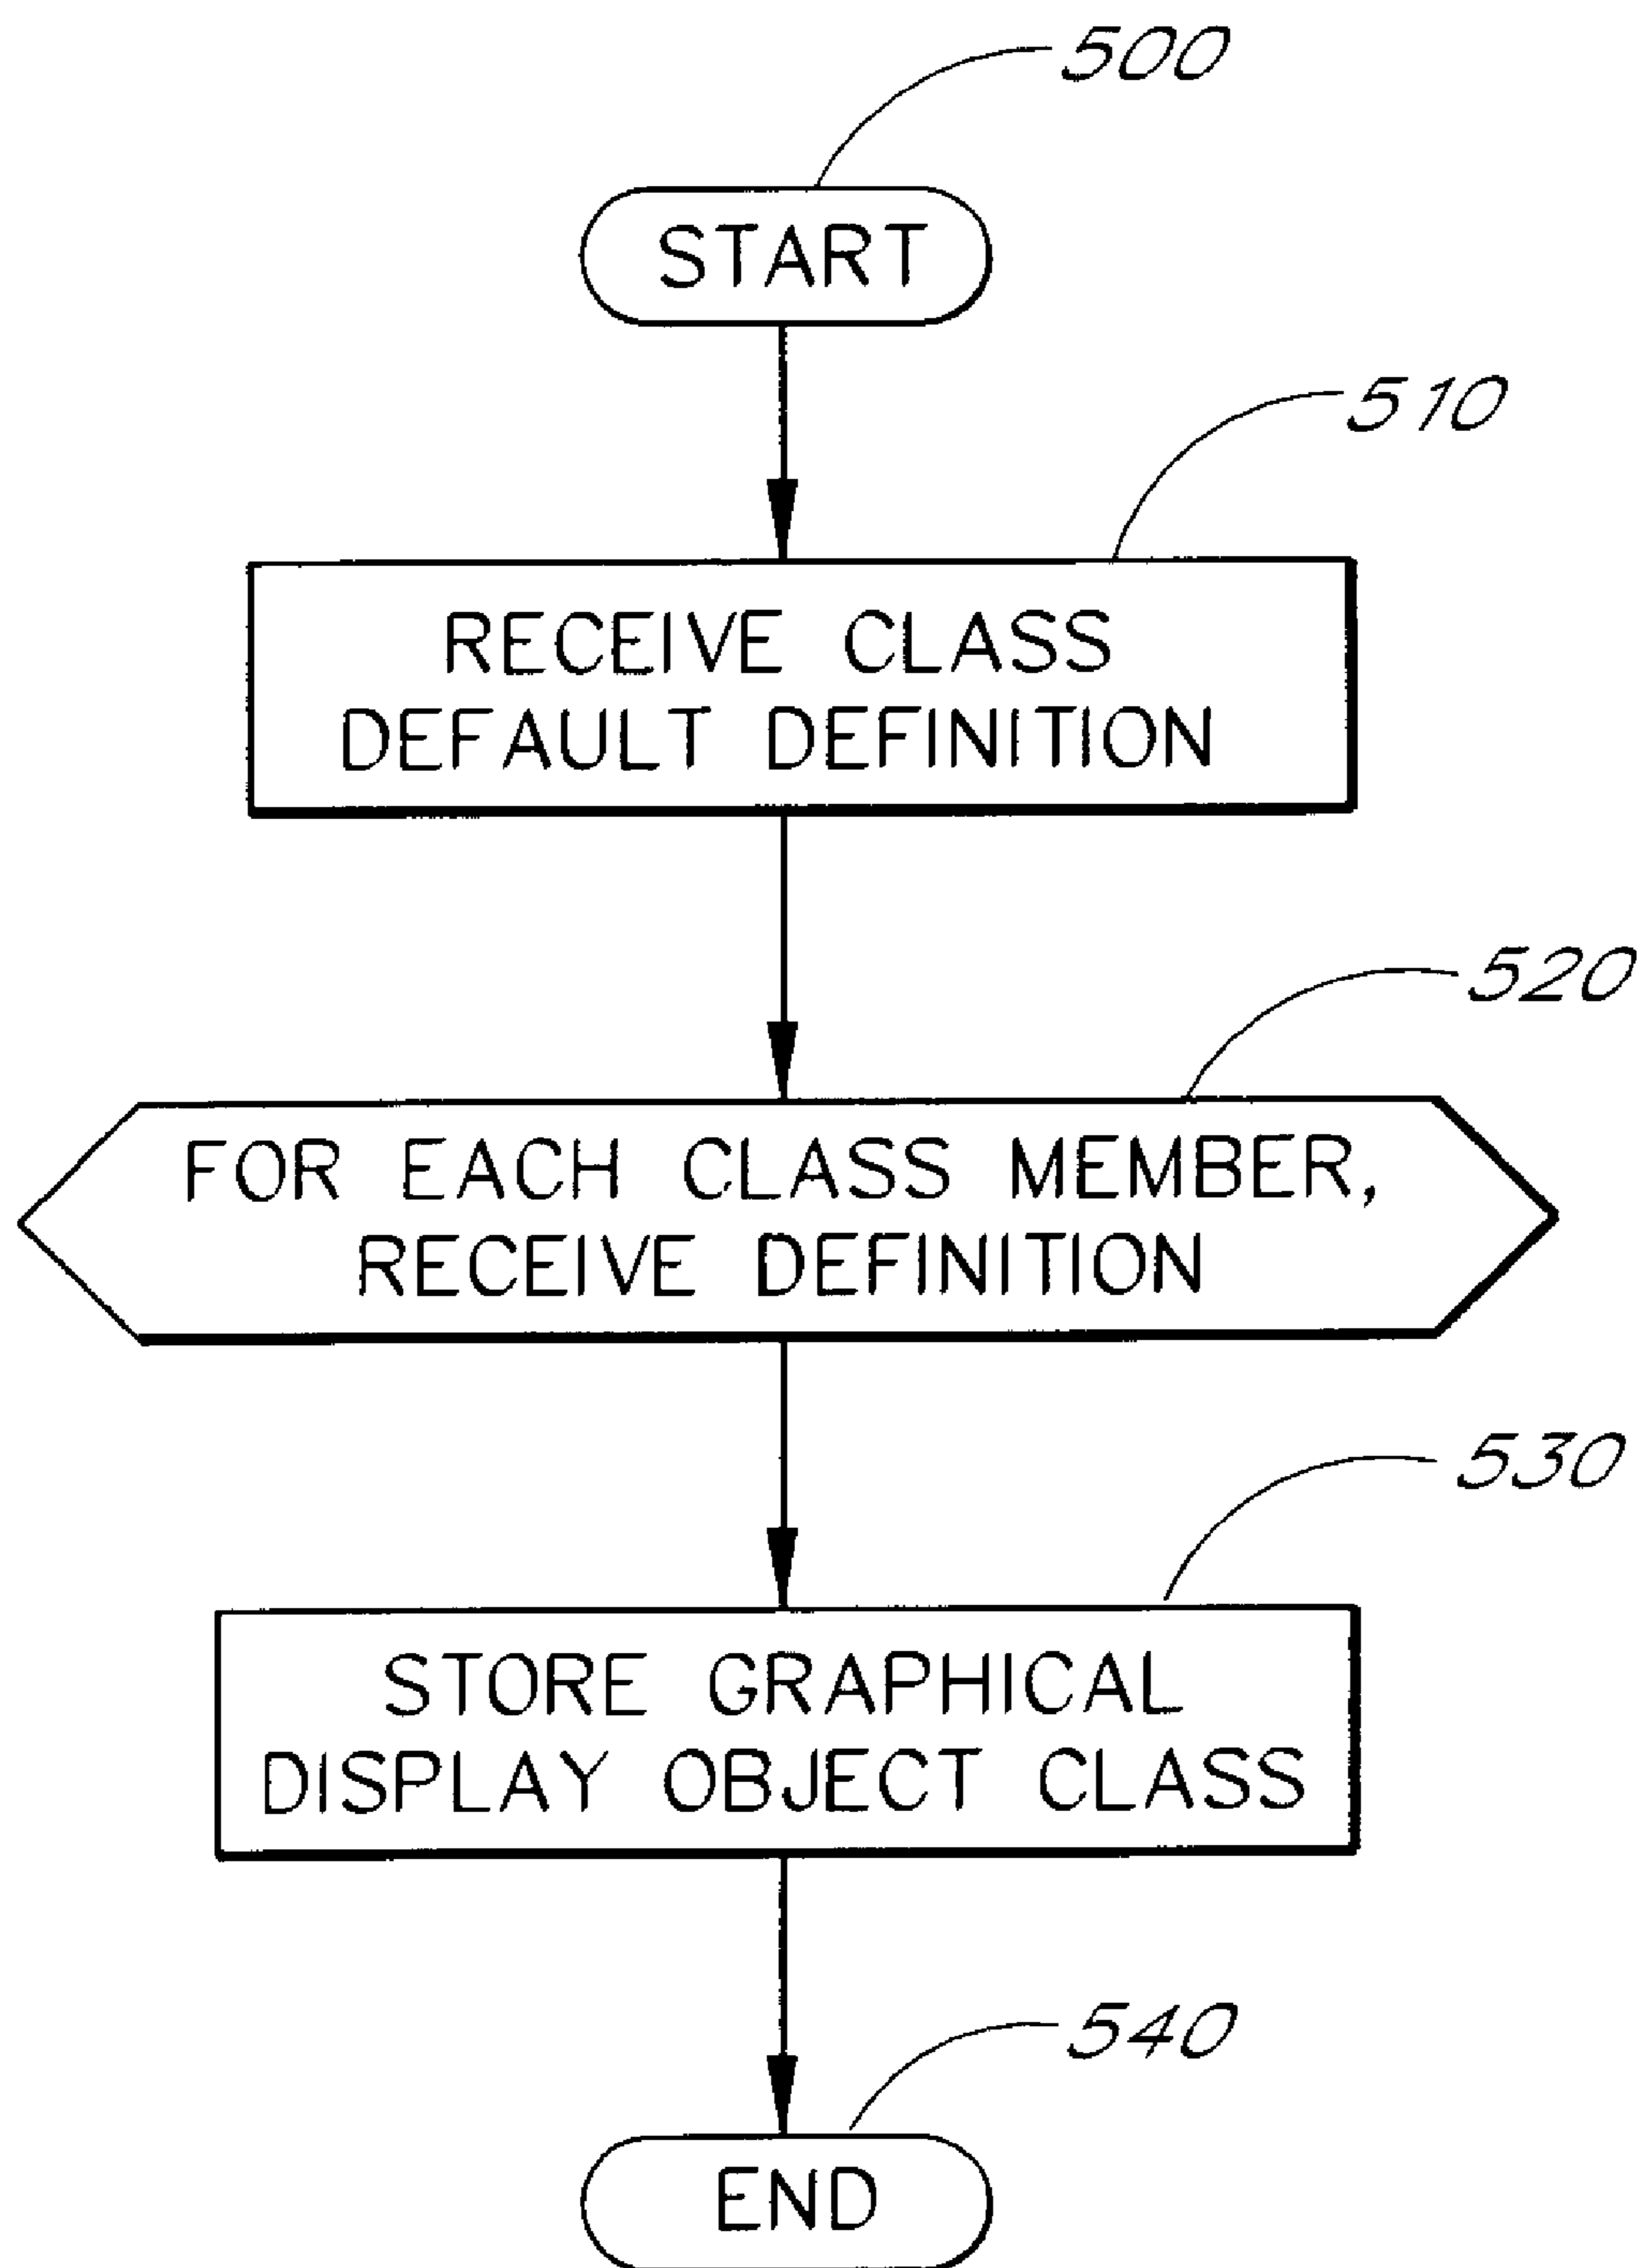 500
START
510
RECEIVE CLASS
DEFAULT DEFINITION
520
FOR EACH CLASS MEMBER,
RECEIVE DEFINITION
530
STORE GRAPHICAL
DISPLAY OBJECT CLASS
540
END